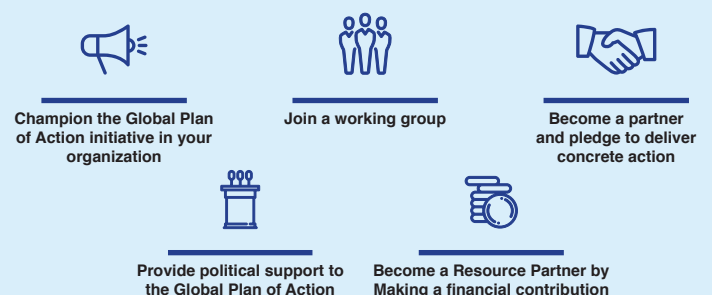 Champion the Global Plan
of Action initiative in your
organization
Join a working group
Become a partner
and pledge to deliver
concrete action
Provide political support to
the Global Plan of Action
Become a Resource Partner by
Making a financial contribution